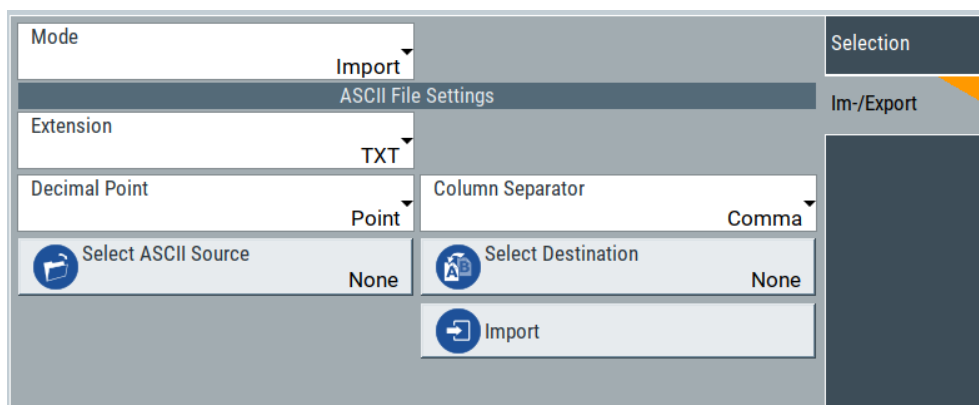 Mode
Import
ASCII File Settings
Extension
TXT
Decimal Point
Point
Column Separator
Comma
Select ASCII Source
None
Select Destination
None
Import
Selection
Im-/Export